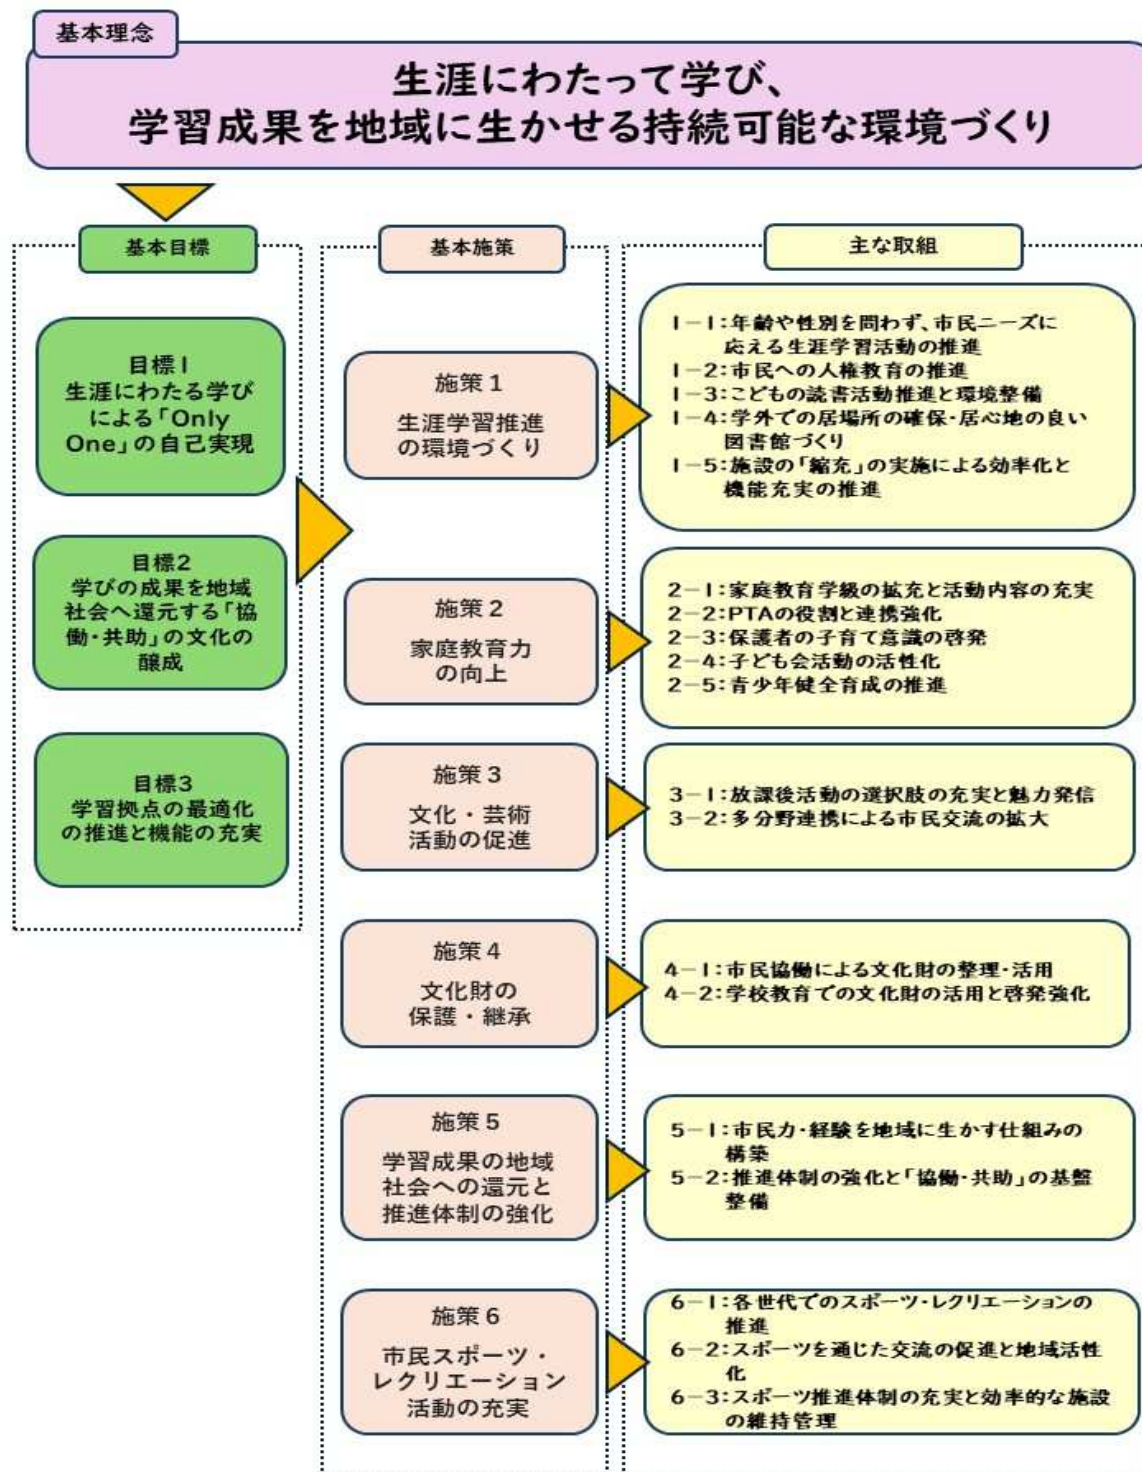 基本理念
生涯にわたって学び、
学習成果を地域に生かせる持続可能な環境づくり
基本目標
目標1
生涯にわたる学び
による「Only
One」の自己実現
目標2
学びの成果を地域
社会へ還元する「協
働・共助」の文化の
醸成
目標3
学習拠点の最適化
の推進と機能の充実
基本施策
施策1
生涯学習推進
の環境づくり
施策2
家庭教育力
の向上
施策3
文化・芸術
活動の促進
施策4
文化財の
保護・継承
施策5
学習成果の地域
社会への還元と
推進体制の強化
施策6
市民スポーツ・
レクリエーション
活動の充実
主な取組
1-1:年齢や性別を問わず、市民ニーズに
応える生涯学習活動の推進
1-2:市民への人権教育の推進
1-3:こどもの読書活動推進と環境整備
1-4:学外での居場所の確保・居心地の良い
図書館づくり
1-5:施設の「縮充」の実施による効率化と
機能充実の推進
2-1:家庭教育学級の拡充と活動内容の充実
2-2:PTAの役割と連携強化
2-3:保護者の子育て意識の啓発
2-4:子ども会活動の活性化
2-5:青少年健全育成の推進
3-1:放課後活動の選択肢の充実と魅力発信
3-2:多分野連携による市民交流の拡大
4-1:市民協働による文化財の整理・活用
4-2:学校教育での文化財の活用と啓発強化
5-1:市民力・経験を地域に生かす仕組みの
構築
5-2:推進体制の強化と「協働・共助」の基盤
整備
6-1:各世代でのスポーツ・レクリエーションの
推進
6-2:スポーツを通じた交流の促進と地域活性
化
6-3:スポーツ推進体制の充実と効率的な施設
の維持管理